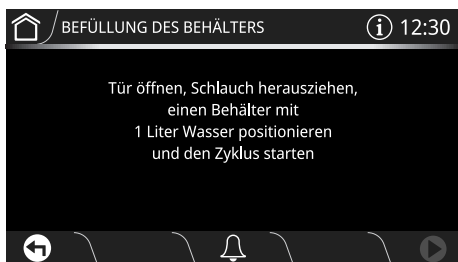 BEFÜLLUNG DES BEHÄLTERS
12:30
Tür öffnen, Schlauch herausziehen,
einen Behälter mit
1 Liter Wasser positionieren
und den Zyklus starten